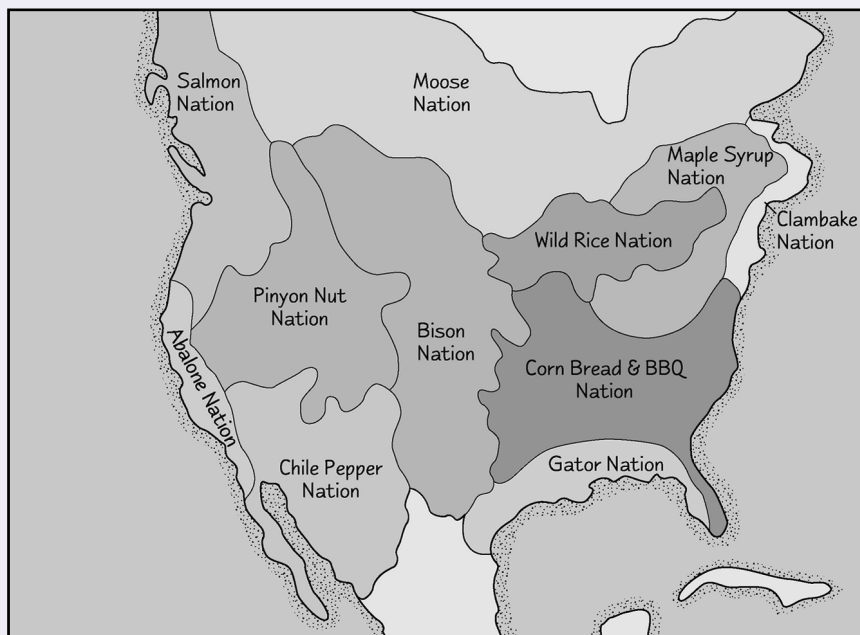 Salmon
Nation
Moose
Nation
Maple Syrup
Nation
Clambake
Nation
Wild Rice Nation
Pinyon Nut
Nation
Bison
Nation
Abalone Nation
Corn Bread & BBQ
Nation
Chile Pepper
Nation
Gator Nation